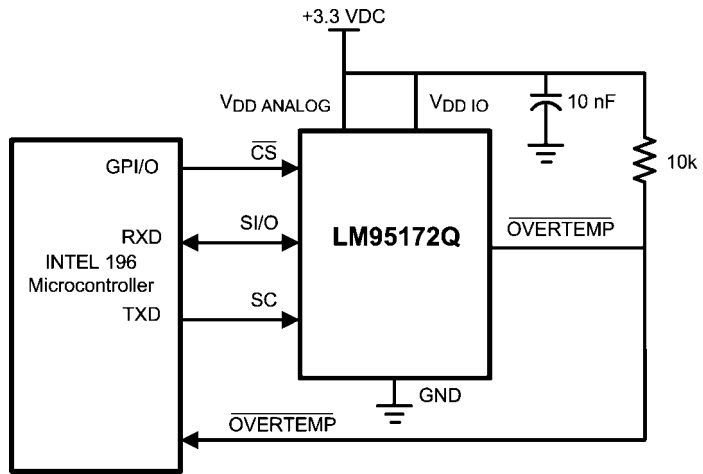 +3.3 VDC
VDD ANALOG
VDD IO
10 nF
10k
GPI/O
CS
RXD
SI/O
LM95172Q
OVERTEMP
INTEL 196
Microcontroller
TXD
SC
GND
OVERTEMP